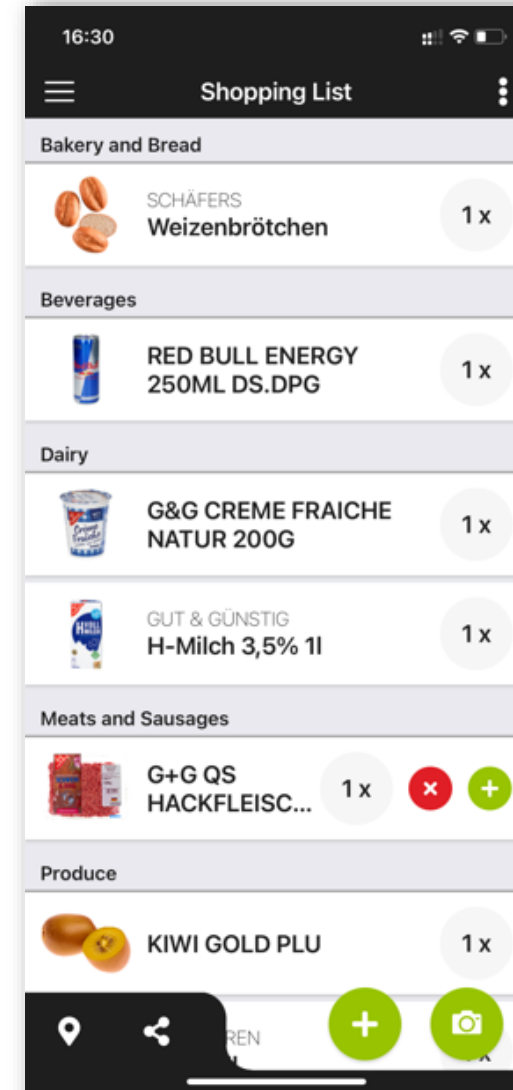 16:30
Shopping List
Bakery and Bread
SCHÄFERS
Weizenbrötchen
1 x
Beverages
RED BULL ENERGY
250ML DS.DPG
1 x
Dairy
G&G CREME FRAICHE
NATUR 200G
1 x
GUT & GÜNSTIG
H-Milch 3,5% 1l
1 x
Meats and Sausages
G+G QS
HACKFLEISC...
1 x
Produce
KIWI GOLD PLU
1 x